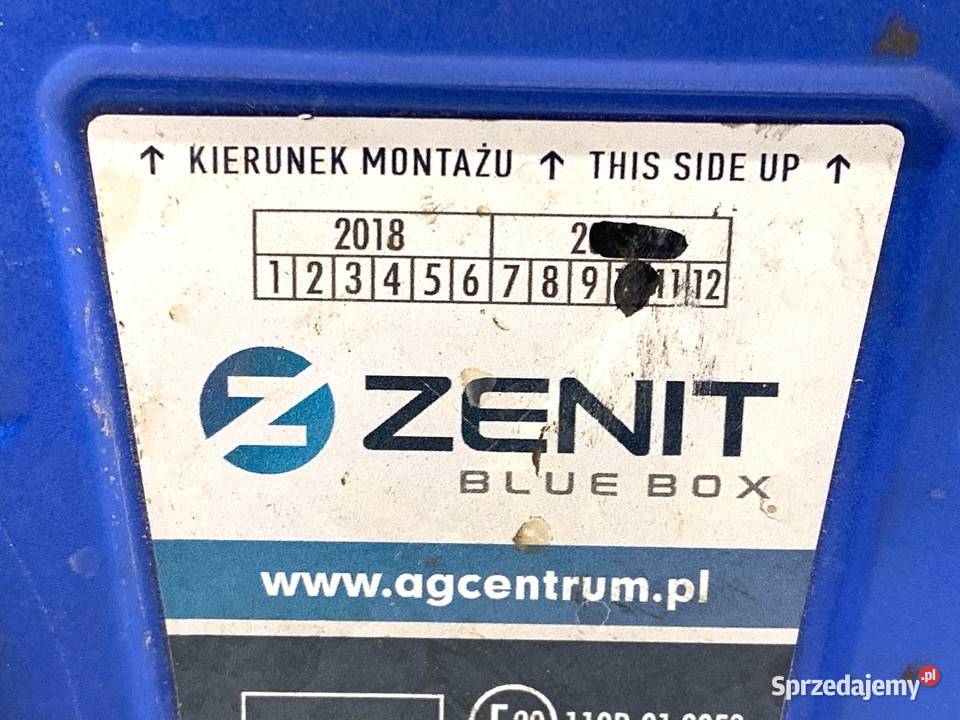 ↑ KIERUNEK MONTAŻU ↑ THIS SIDE UP ↑
2018
1 2 3 4 5 6 7 8 9 11 12
ZENIT
BLUE BOX
www.agcentrum.pl
Sprzedajemy.pl